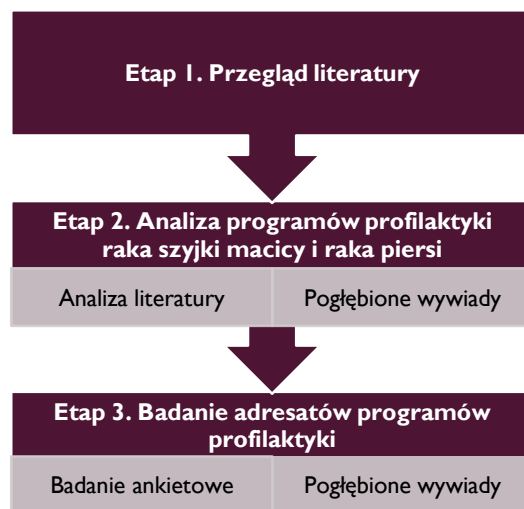 Etap 1. Przegląd literatury
Etap 2. Analiza programów profilaktyki
raka szyjki macicy i raka piersi
Analiza literatury
Pogłębione wywiady
Etap 3. Badanie adresatów programów
profilaktyki
Badanie ankietowe
Pogłębione wywiady